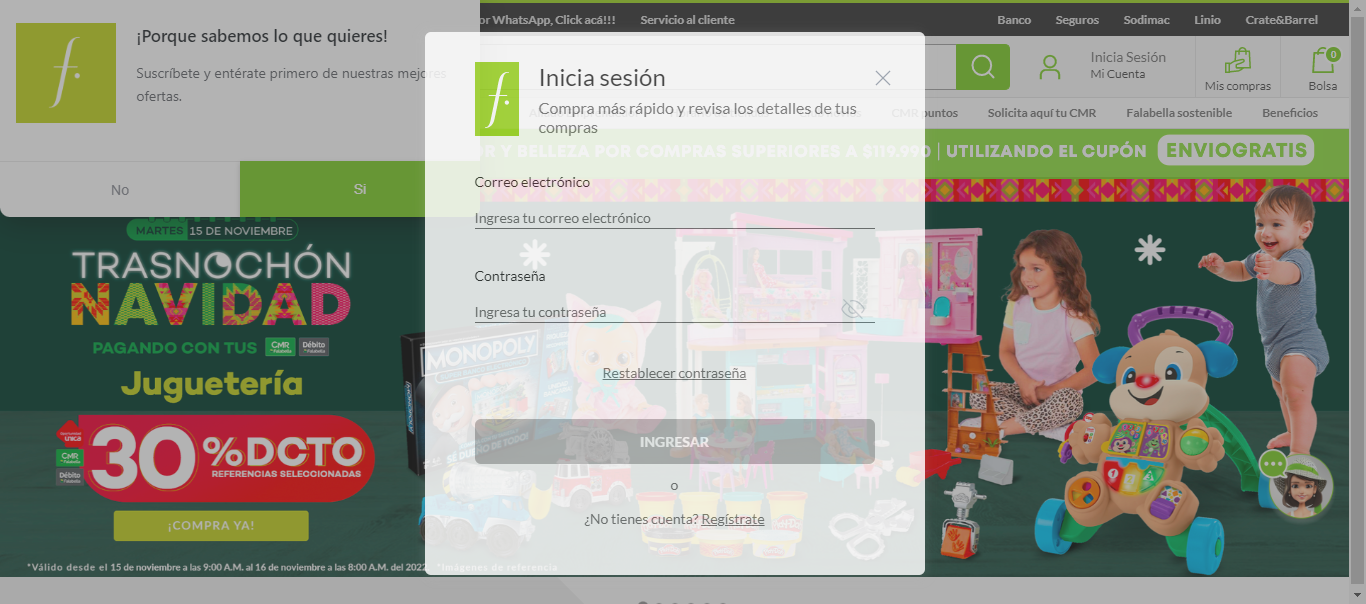 or WhatsApp, Click acá!!!
Servicio al cliente
Banco
Seguros
Sodimac
Linio
Crate&Barrel
¡Porque sabemos lo que quieres!
Suscríbete y entérate primero de nuestras mejores
ofertas.
No
Si
f.
Inicia sesión
Compra más rápido y revisa los detalles de tus
compras
Correo electrónico
Ingresa tu correo electrónico
Contraseña
Ingresa tu contraseña
Restablecer contraseña
INGRESAR
o
¿No tienes cuenta? Regístrate
Inicia Sesión
Mi Cuenta
Mis compras
0
Bolsa
CMR puntos
Solicita aquí tu CMR
Falabella sostenible
Beneficios
OR Y BELLEZA POR COMPRAS SUPERIORES A $119.990 | UTILIZANDO EL CUPÓN ENVIOGRATIS
MARTES 15 DE NOVIEMBRE
TRASNOCHÓN
NAVIDAD
PAGANDO CON TUS CMR Débito
Juguetería
Oportunidad única
CMR
Débito
30%DCTO
REFERENCIAS SELECCIONADAS
¡COMPRA YA!
*Válido desde el 15 de noviembre a las 9:00 A.M. al 16 de noviembre a las 8:00 A.M. del 2022 *Imágenes de referencia
MONOPOLY